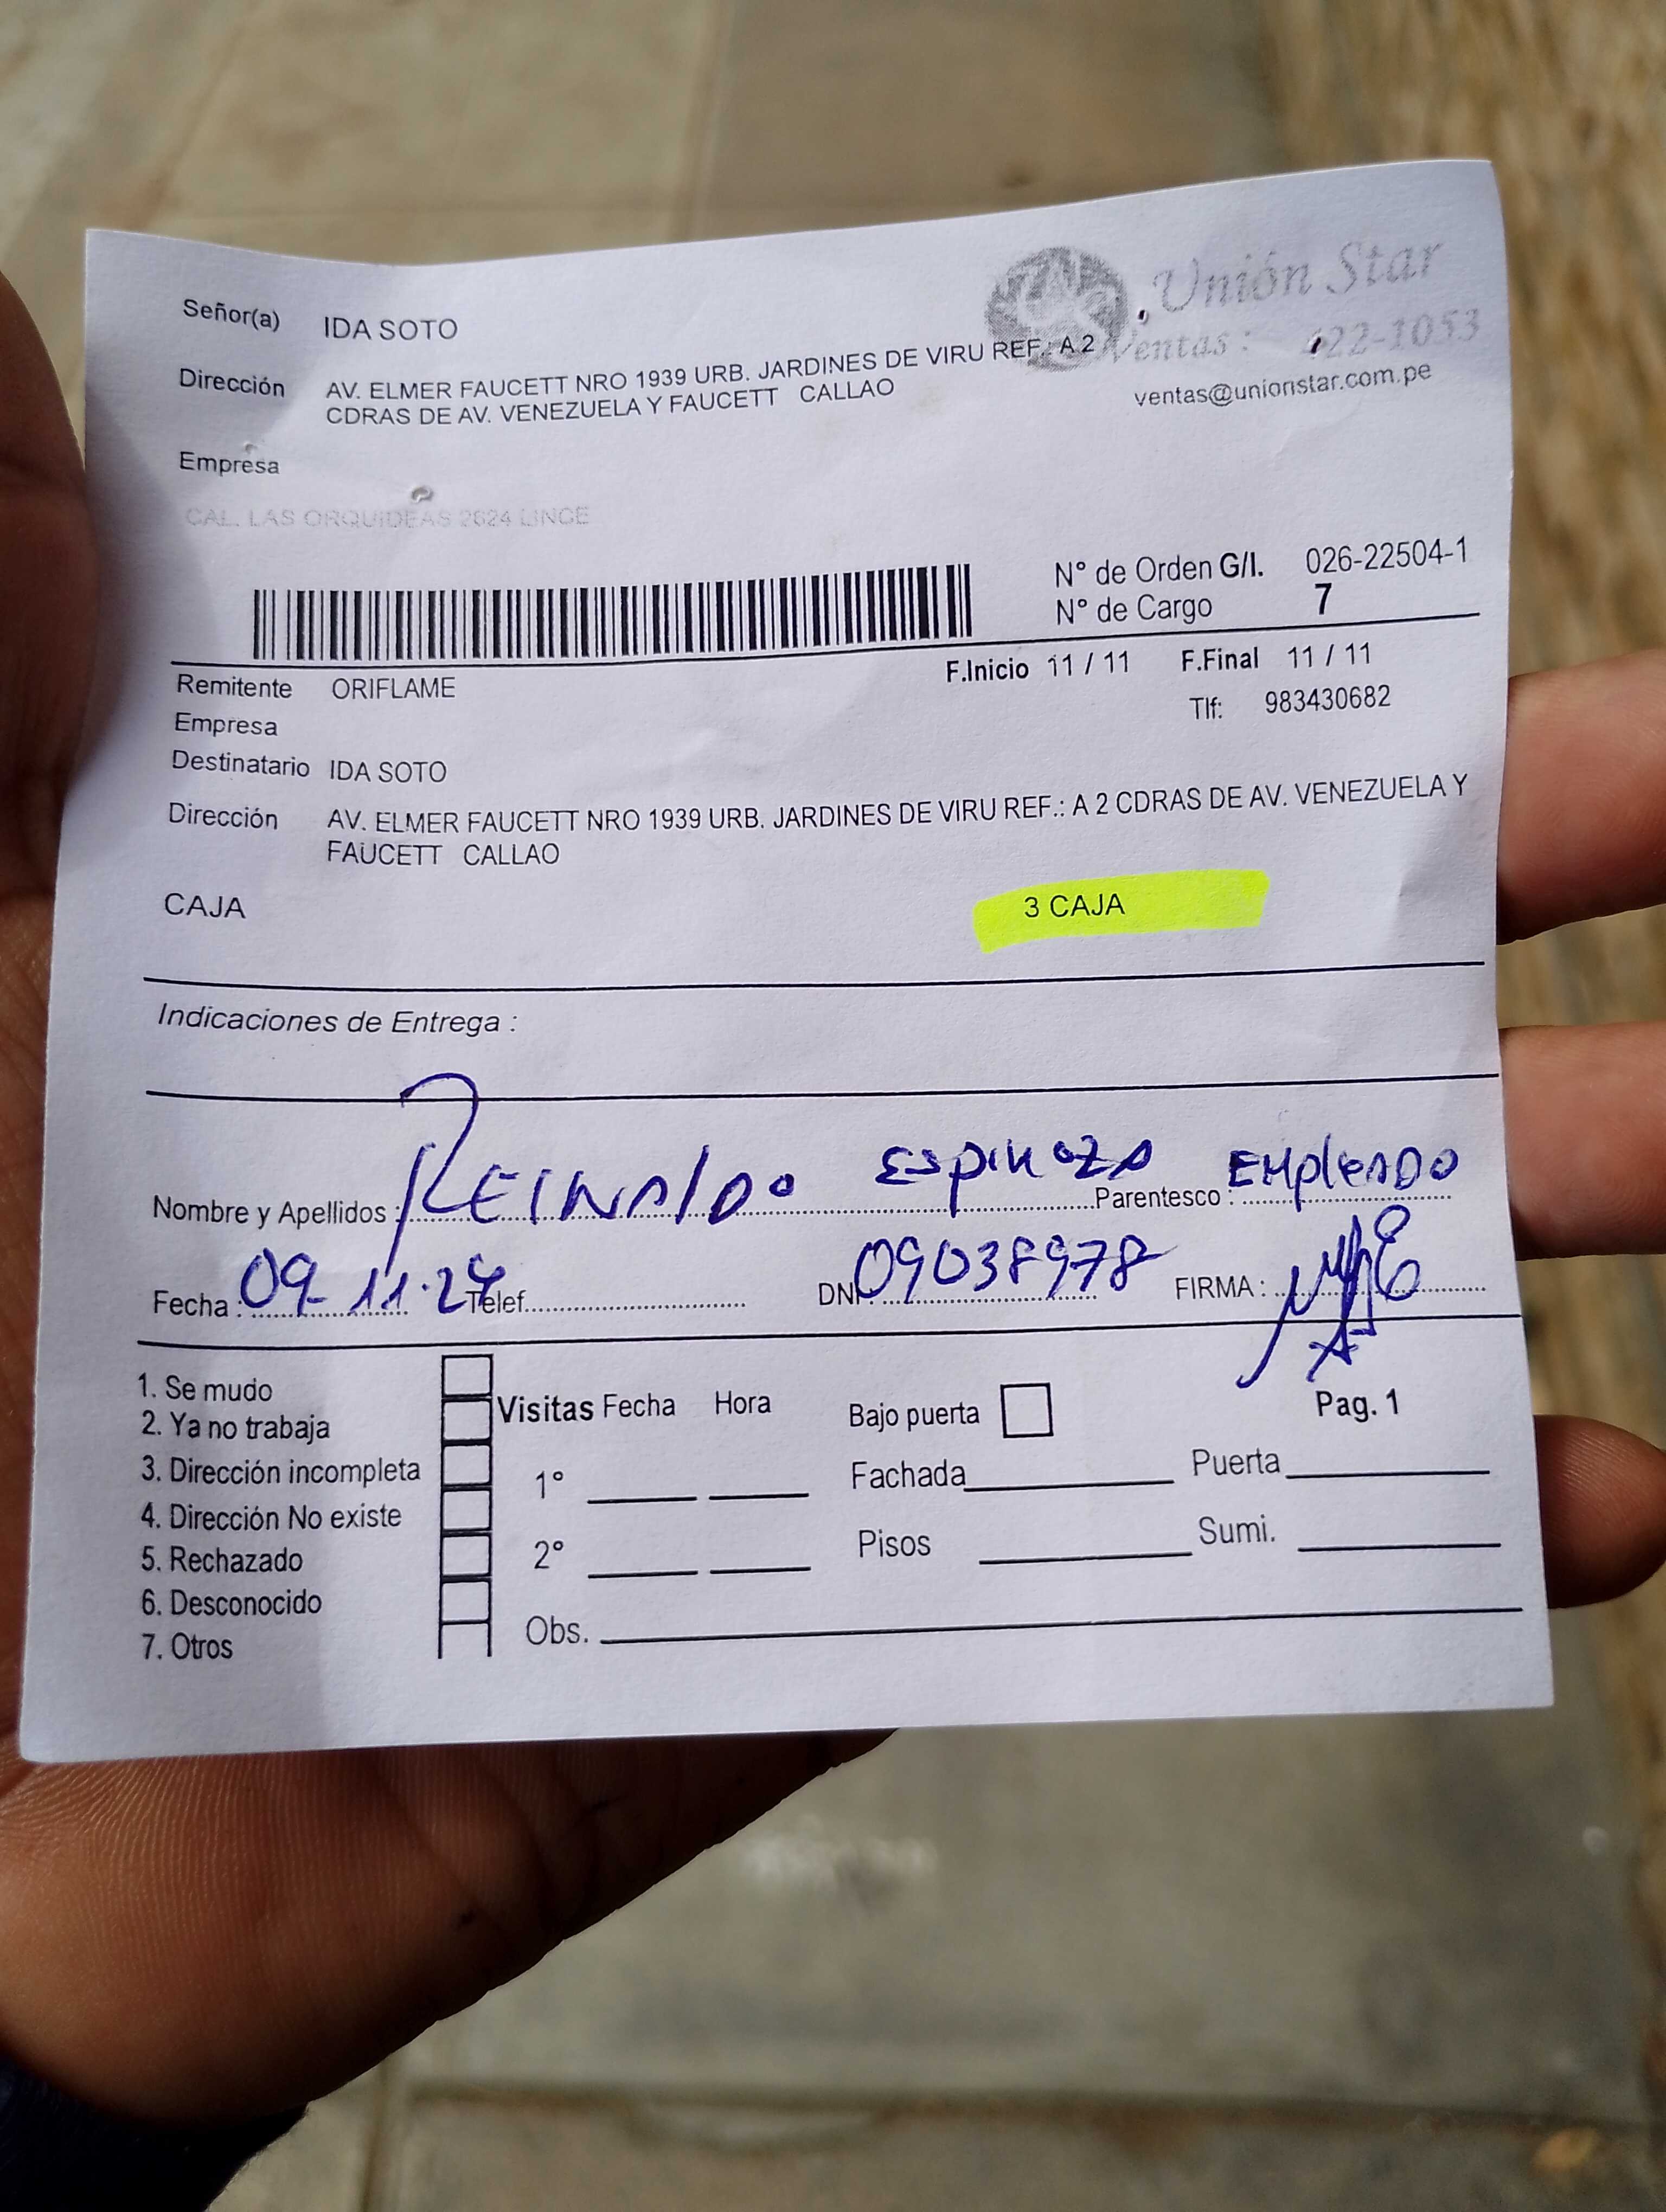 Unión Star
Señor(a) IDA SOTO
Ventas : 422-1053
Dirección AV. ELMER FAUCETT NRO 1939 URB. JARDINES DE VIRU REF.: A 2
CDRAS DE AV. VENEZUELA Y FAUCETT CALLAO
ventas@unionstar.com.pe
Empresa
CAL. LAS ORQUIDEAS 2624 LINCE
N° de Orden G/I. 026-22504-1
N° de Cargo 7
F.Inicio 11 / 11 F.Final 11 / 11
Remitente ORIFLAME
Tlf: 983430682
Empresa
Destinatario IDA SOTO
Dirección AV. ELMER FAUCETT NRO 1939 URB. JARDINES DE VIRU REF.: A 2 CDRAS DE AV. VENEZUELA Y
FAUCETT CALLAO
CAJA 3 CAJA
Indicaciones de Entrega :
Nombre y Apellidos : REINALDO ESPINOZA Parentesco : EMPLEADO
Fecha : 09-11-24 Telef. DNI: 09038978 FIRMA :
1. Se mudo
2. Ya no trabaja
3. Dirección incompleta
4. Dirección No existe
5. Rechazado
6. Desconocido
7. Otros
Visitas Fecha Hora
1°
2°
Obs.
Bajo puerta
Fachada
Pisos
Pag. 1
Puerta
Sumi.